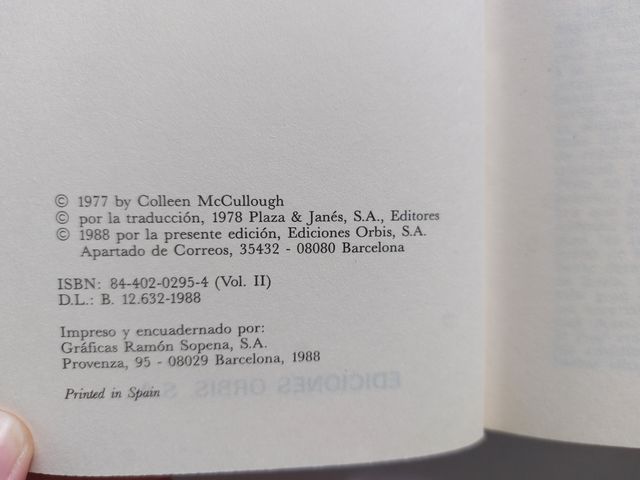 © 1977 by Colleen McCullough
© por la traducción, 1978 Plaza & Janés, S.A., Editores
© 1988 por la presente edición, Ediciones Orbis, S.A.
Apartado de Correos, 35432 - 08080 Barcelona
ISBN: 84-402-0295-4 (Vol. II)
D.L.: B. 12.632-1988
Impreso y encuadernado por:
Gráficas Ramón Sopena, S.A.
Provenza, 95 - 08029 Barcelona, 1988
Printed in Spain
EDICIONES ORBIS, S.